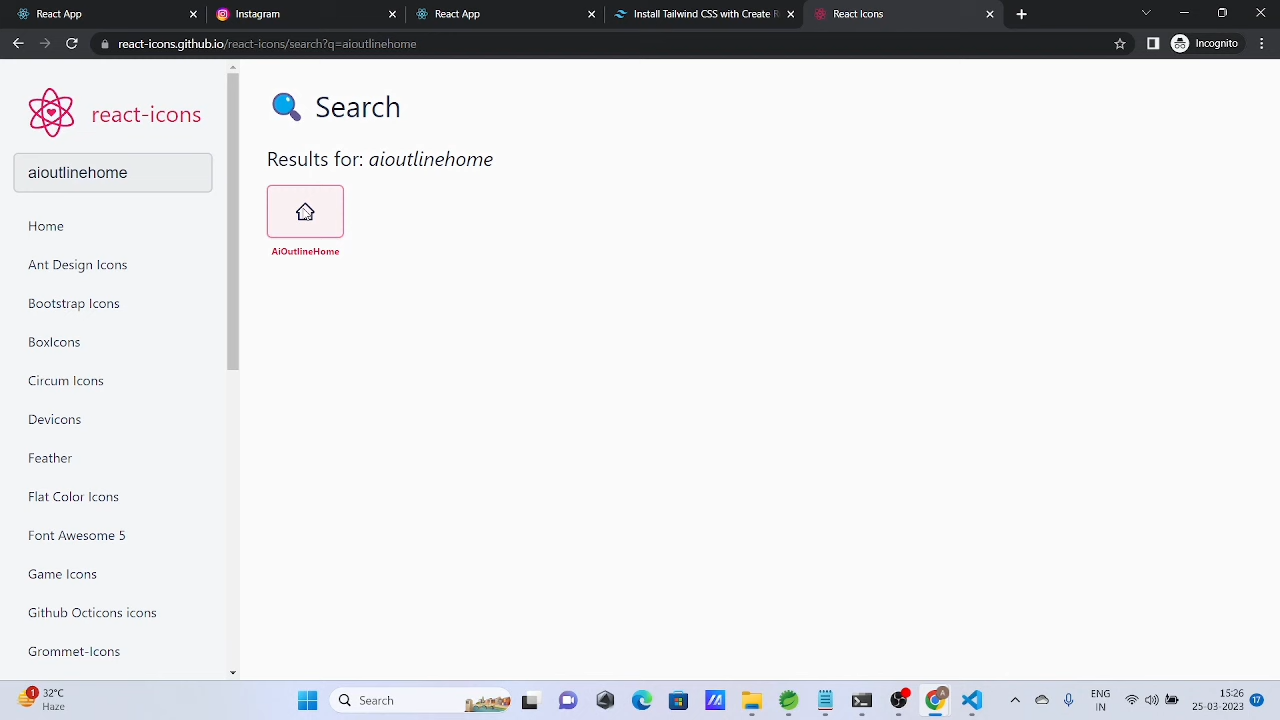 React App
Instagram
React App
Install Tailwind CSS with Create R
React Icons
react-icons.github.io/react-icons/search?q=aioutlinehome
Incognito
react-icons
aioutlinehome
Home
Ant Design Icons
Bootstrap Icons
BoxIcons
Circum Icons
Devicons
Feather
Flat Color Icons
Font Awesome 5
Game Icons
Github Octicons icons
Grommet-Icons
Search
Results for: aioutlinehome
AiOutlineHome
1
32°C
Haze
Search
A
ENG
IN
15:26
25-03-2023
17